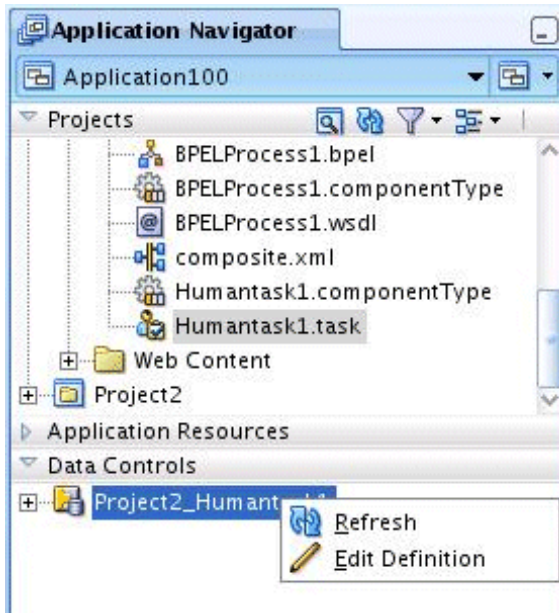 Application Navigator
Application100
Projects
BPELProcess1.bpel
BPELProcess1.componentType
BPELProcess1.wsdl
composite.xml
Humantask1.componentType
Humantask1.task
Web Content
Project2
Application Resources
Data Controls
Refresh
Edit Definition